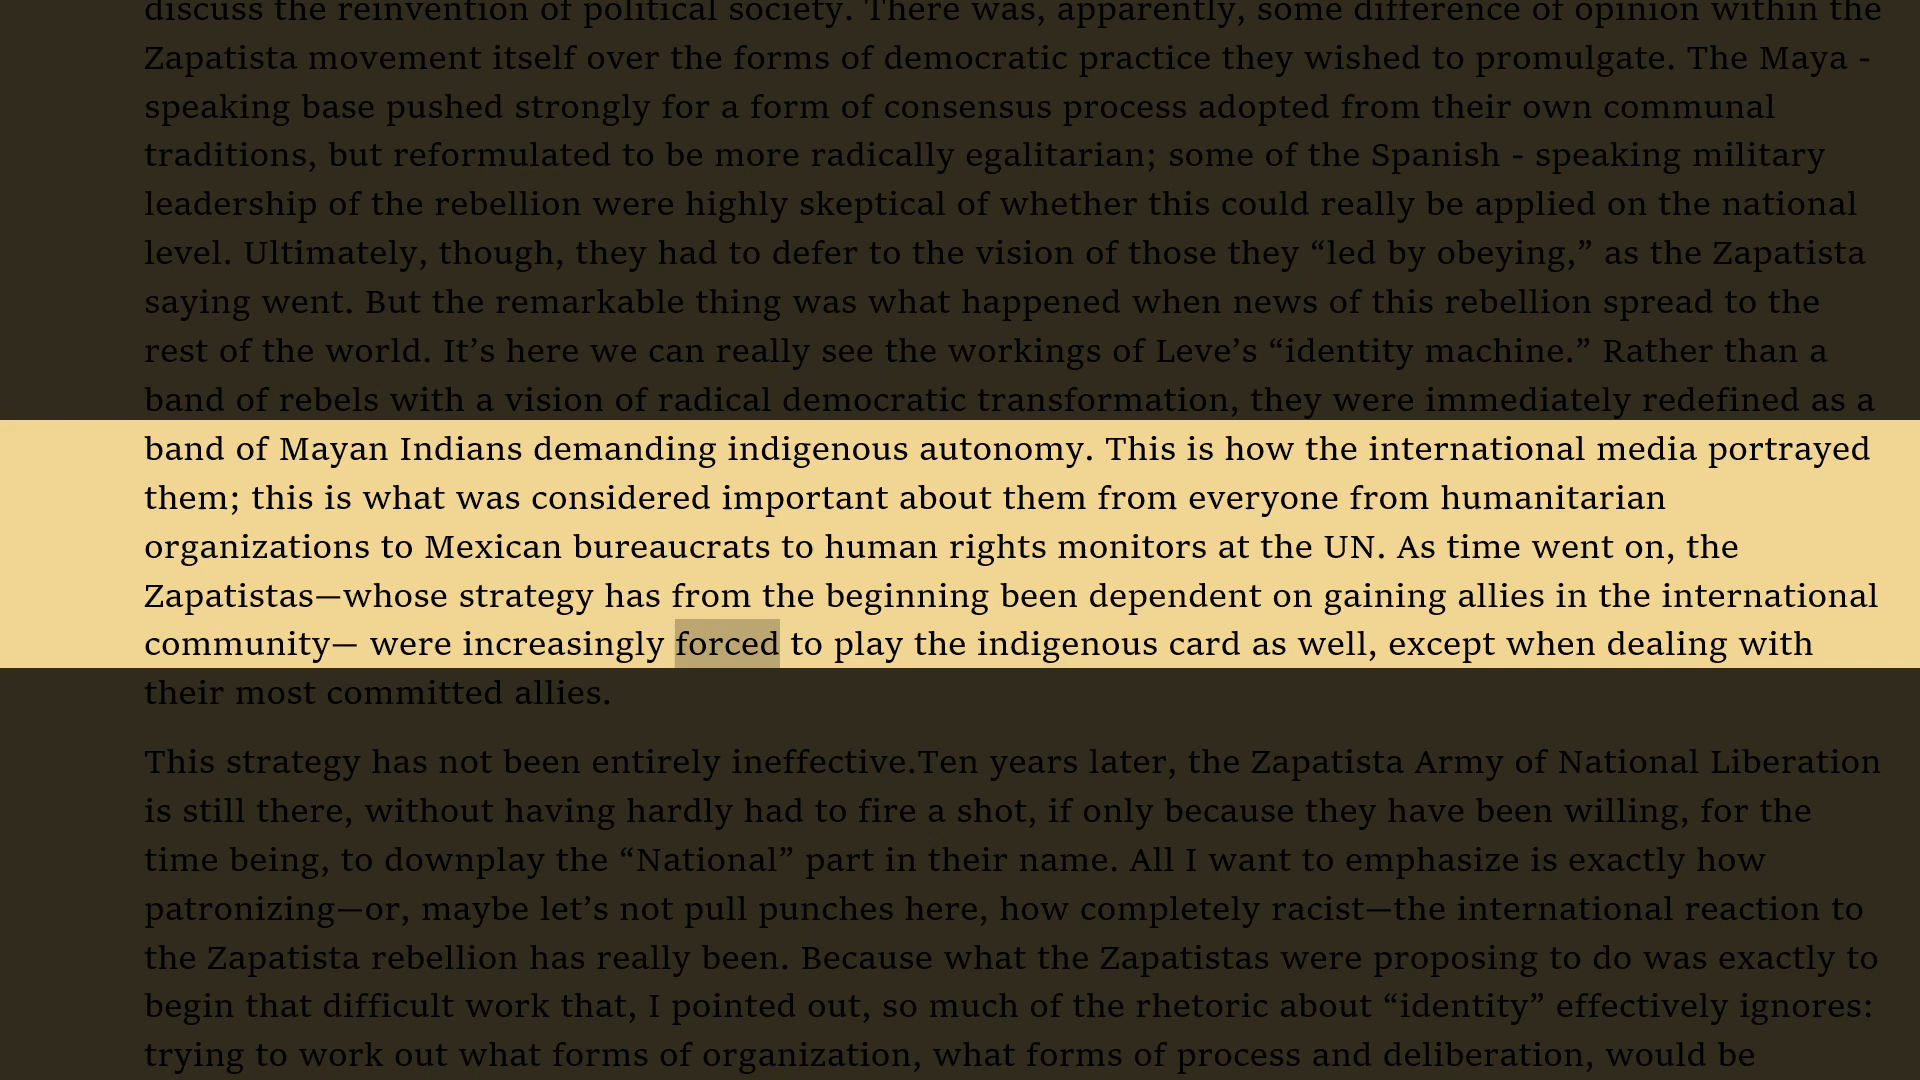 discuss the reinvention of political society. There was, apparently, some difference of opinion within the
Zapatista movement itself over the forms of democratic practice they wished to promulgate. The Maya -
speaking base pushed strongly for a form of consensus process adopted from their own communal
traditions, but reformulated to be more radically egalitarian; some of the Spanish - speaking military
leadership of the rebellion were highly skeptical of whether this could really be applied on the national
level. Ultimately, though, they had to defer to the vision of those they “led by obeying,” as the Zapatista
saying went. But the remarkable thing was what happened when news of this rebellion spread to the
rest of the world. It’s here we can really see the workings of Leve’s “identity machine.” Rather than a
band of rebels with a vision of radical democratic transformation, they were immediately redefined as a
band of Mayan Indians demanding indigenous autonomy. This is how the international media portrayed
them; this is what was considered important about them from everyone from humanitarian
organizations to Mexican bureaucrats to human rights monitors at the UN. As time went on, the
Zapatistas—whose strategy has from the beginning been dependent on gaining allies in the international
community— were increasingly forced to play the indigenous card as well, except when dealing with
their most committed allies.
This strategy has not been entirely ineffective.Ten years later, the Zapatista Army of National Liberation
is still there, without having hardly had to fire a shot, if only because they have been willing, for the
time being, to downplay the “National” part in their name. All I want to emphasize is exactly how
patronizing—or, maybe let’s not pull punches here, how completely racist—the international reaction to
the Zapatista rebellion has really been. Because what the Zapatistas were proposing to do was exactly to
begin that difficult work that, I pointed out, so much of the rhetoric about “identity” effectively ignores:
trying to work out what forms of organization, what forms of process and deliberation, would be